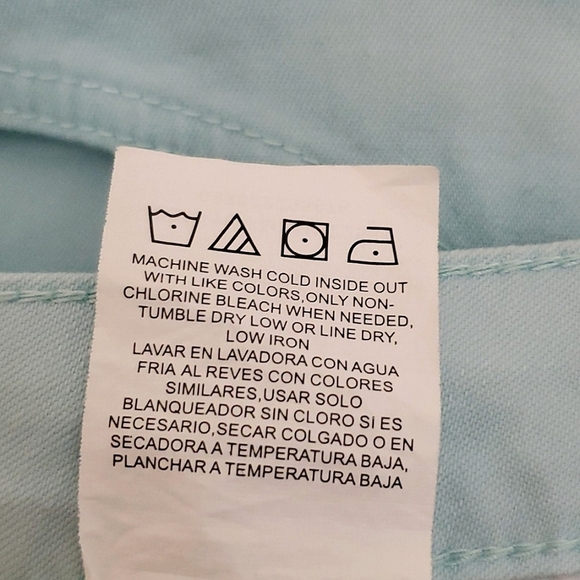 MACHINE WASH COLD INSIDE OUT
WITH LIKE COLORS,ONLY NON-
CHLORINE BLEACH WHEN NEEDED,
TUMBLE DRY LOW OR LINE DRY,
LOW IRON
LAVAR EN LAVADORA CON AGUA
FRIA AL REVES CON COLORES
SIMILARES,USAR SOLO
BLANQUEADOR SIN CLORO SI ES
NECESARIO,SECAR COLGADO O EN
SECADORA A TEMPERATURA BAJA,
PLANCHAR A TEMPERATURA BAJA